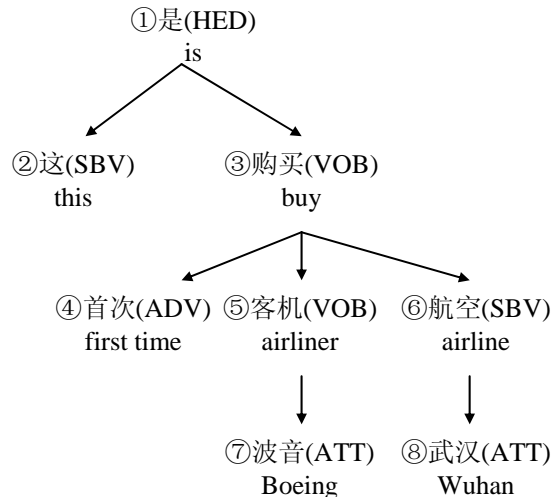 ①是(HED)
is
②这(SBV) ③购买(VOB)
this buy
④首次(ADV) ⑤客机(VOB) ⑥航空(SBV)
first time airliner airline
⑦波音(ATT) ⑧武汉(ATT)
Boeing Wuhan